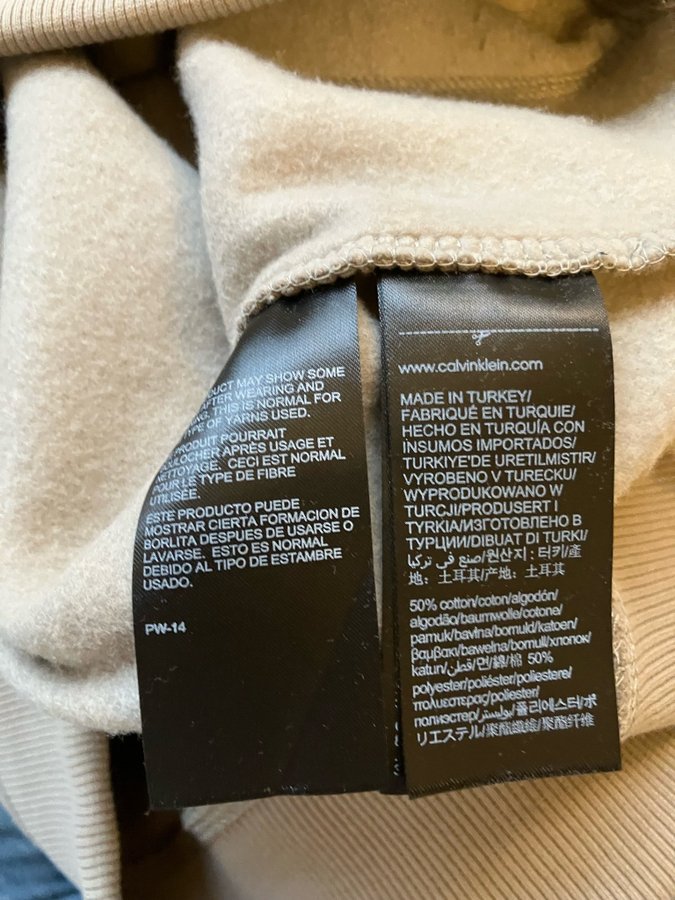 DUCT MAY SHOW SOME
AFTER WEARING AND
THIS IS NORMAL FOR
YARNS USED.
PRODUIT POURRAIT
APRÈS USAGE ET
NETTOYAGE. CECI EST NORMAL
POUR LE TYPE DE FIBRE
UTILISÉE.
ESTE PRODUCTO PUEDE
MOSTRAR CIERTA FORMACION DE
BORLITA DESPUES DE USARSE O
LAVARSE. ESTO ES NORMAL
DEBIDO AL TIPO DE ESTAMBRE
USADO.
PW-14
www.calvinklein.com
MADE IN TURKEY/
FABRIQUÉ EN TURQUIE/
HECHO EN TURQUÍA CON
INSUMOS IMPORTADOS/
TURKIYE'DE URETILMISTIR/
VYROBENO V TURECKU/
WYPRODUKOWANO W
TURCJI/PRODUSERT I
TYRKIA/ИЗГОТОВЛЕНО В
ТУРЦИИ/DIBUAT DI TURKI/
صنع في تركيا/원산지 : 터키/產
地：土耳其/产地：土耳其
50% cotton/coton/algodón/
algodão/baumwolle/cotone/
pamuk/bavlna/bomuld/katoen/
βαμβακι/bawełna/bomull/хлопок/
katun/قطن/면/綿/棉 50%
polyester/poliéster/poliestere/
πολυεστερας/poliester/
полиэстер/بوليستر/폴리에스터/ポ
リエステル/聚酯纖維/聚酯纤维